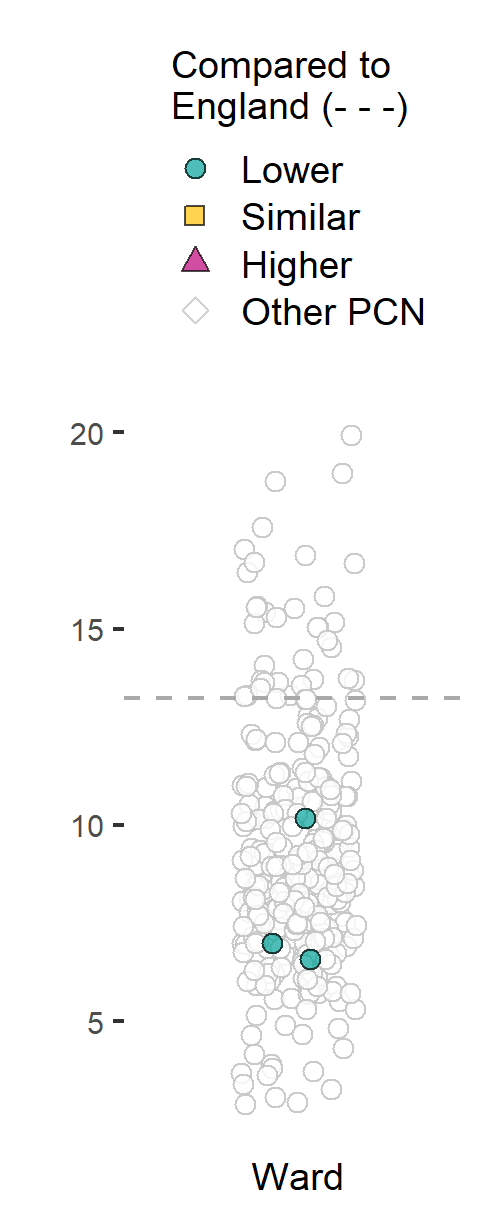 Compared to
England (- - -)
Lower
Similar
Higher
Other PCN
20
15
10
5
Ward